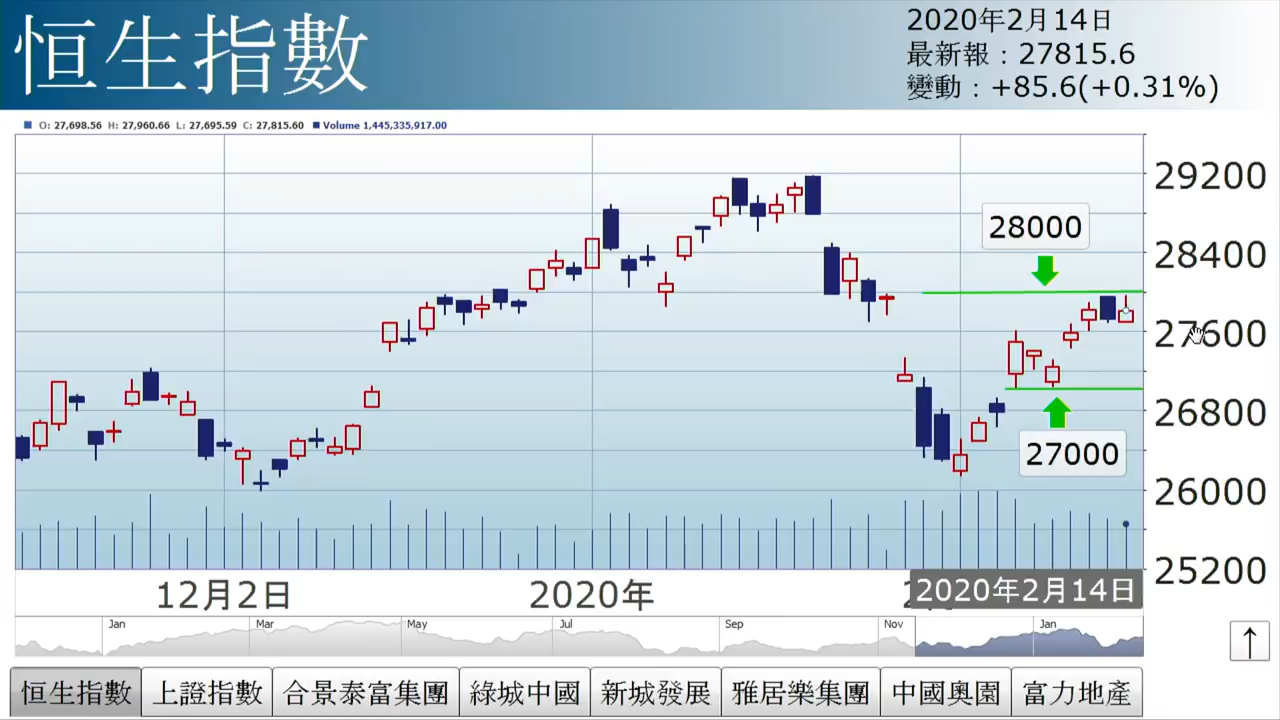 恒生指數
2020年2月14日
最新報：27815.6
變動：+85.6(+0.31%)
O: 27,698.56 H: 27,960.66 L: 27,695.59 C: 27,815.60 Volume 1,445,335,917.00
29200
28400
27600
26800
26000
25200
28000
27000
12月2日
2020年
2020年2月14日
Jan Mar May Jul Sep Nov Jan
↑
恒生指數 上證指數 合景泰富集團 綠城中國 新城發展 雅居樂集團 中國奧園 富力地產